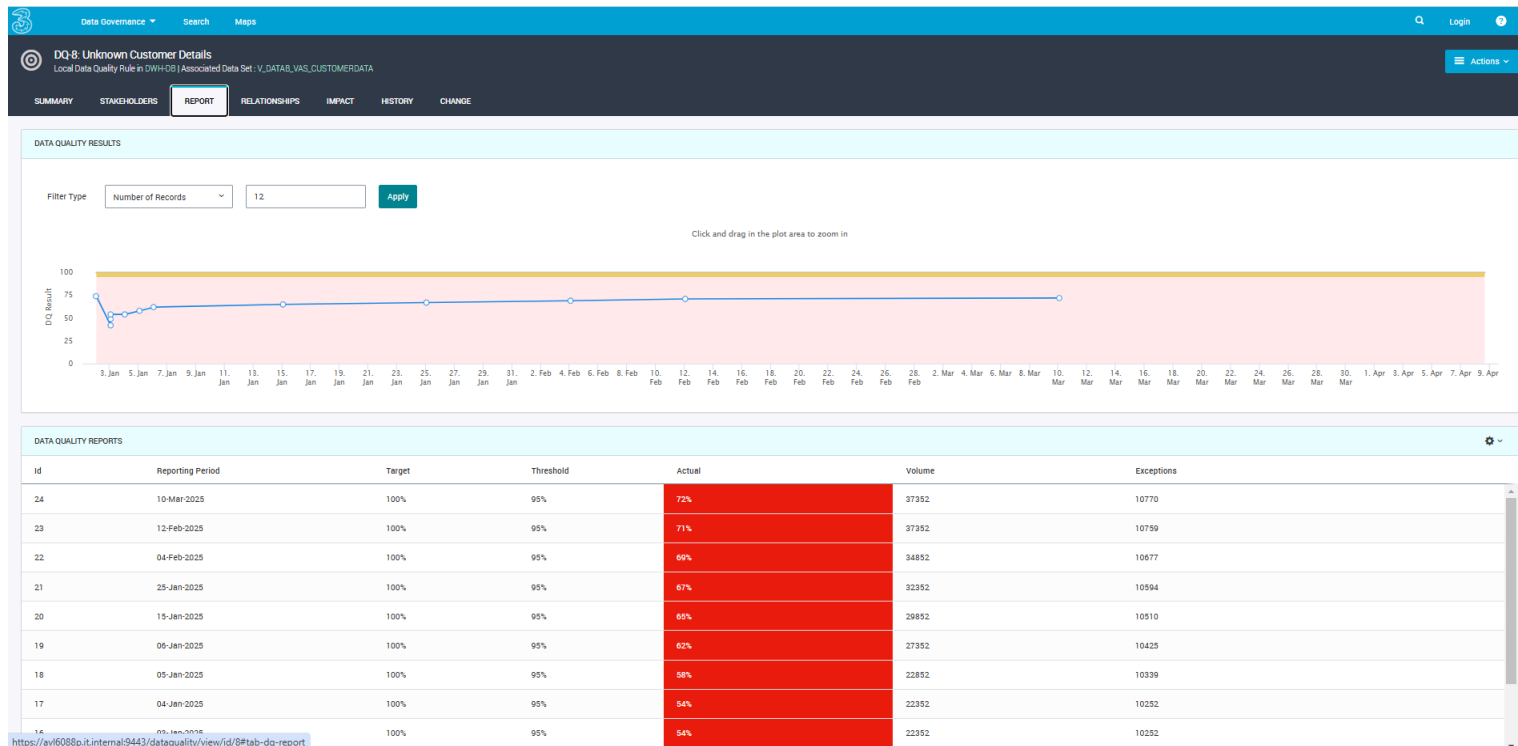 Data Governance Search Maps Login
DQ-8: Unknown Customer Details
Local Data Quality Rule in DWH-DB | Associated Data Set : V_DATAB_VAS_CUSTOMERDATA
Actions
SUMMARY STAKEHOLDERS REPORT RELATIONSHIPS IMPACT HISTORY CHANGE
DATA QUALITY RESULTS
Filter Type Number of Records 12 Apply
Click and drag in the plot area to zoom in
DQ Result
100
75
50
25
0
3. Jan 5. Jan 7. Jan 9. Jan 11. Jan 13. Jan 15. Jan 17. Jan 19. Jan 21. Jan 23. Jan 25. Jan 27. Jan 29. Jan 31. Jan 2. Feb 4. Feb 6. Feb 8. Feb 10. Feb 12. Feb 14. Feb 16. Feb 18. Feb 20. Feb 22. Feb 24. Feb 26. Feb 28. Feb 2. Mar 4. Mar 6. Mar 8. Mar 10. Mar 12. Mar 14. Mar 16. Mar 18. Mar 20. Mar 22. Mar 24. Mar 26. Mar 28. Mar 30. Mar 1. Apr 3. Apr 5. Apr 7. Apr 9. Apr
DATA QUALITY REPORTS
Id Reporting Period Target Threshold Actual Volume Exceptions
24 10-Mar-2025 100% 95% 72% 37352 10770
23 12-Feb-2025 100% 95% 71% 37352 10759
22 04-Feb-2025 100% 95% 69% 34852 10677
21 25-Jan-2025 100% 95% 67% 32352 10594
20 15-Jan-2025 100% 95% 65% 29852 10510
19 06-Jan-2025 100% 95% 62% 27352 10425
18 05-Jan-2025 100% 95% 58% 22852 10339
17 04-Jan-2025 100% 95% 54% 22352 10252
100% 95% 54% 22352 10252
https://avl6088p.it.internal:9443/dataquality/view/id/8#tab-dq-report